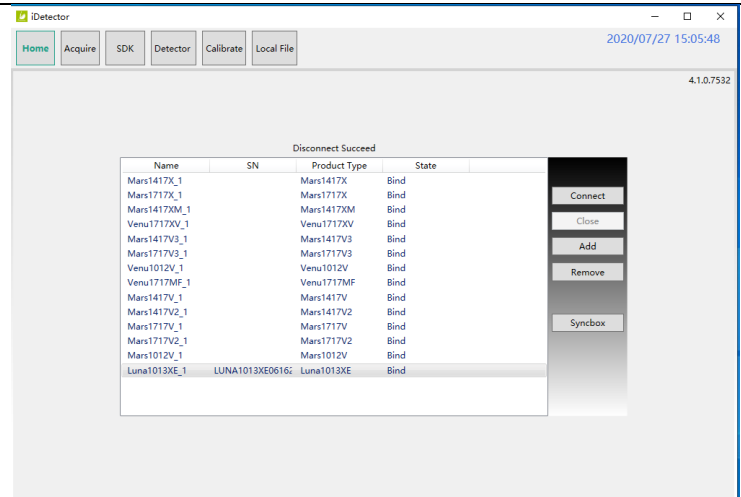 iDetector
Home Acquire SDK Detector Calibrate Local File 2020/07/27 15:05:48
4.1.0.7532
Disconnect Succeed
Name SN Product Type State
Mars1417X_1 Mars1417X Bind
Mars1717X_1 Mars1717X Bind
Mars1417XM_1 Mars1417XM Bind
Venu1717XV_1 Venu1717XV Bind
Mars1417V3_1 Mars1417V3 Bind
Mars1717V3_1 Mars1717V3 Bind
Venu1012V_1 Venu1012V Bind
Venu1717MF_1 Venu1717MF Bind
Mars1417V_1 Mars1417V Bind
Mars1417V2_1 Mars1417V2 Bind
Mars1717V_1 Mars1717V Bind
Mars1717V2_1 Mars1717V2 Bind
Mars1012V_1 Mars1012V Bind
Luna1013XE_1 LUNA1013XE06162 Luna1013XE Bind
Connect
Close
Add
Remove
Syncbox